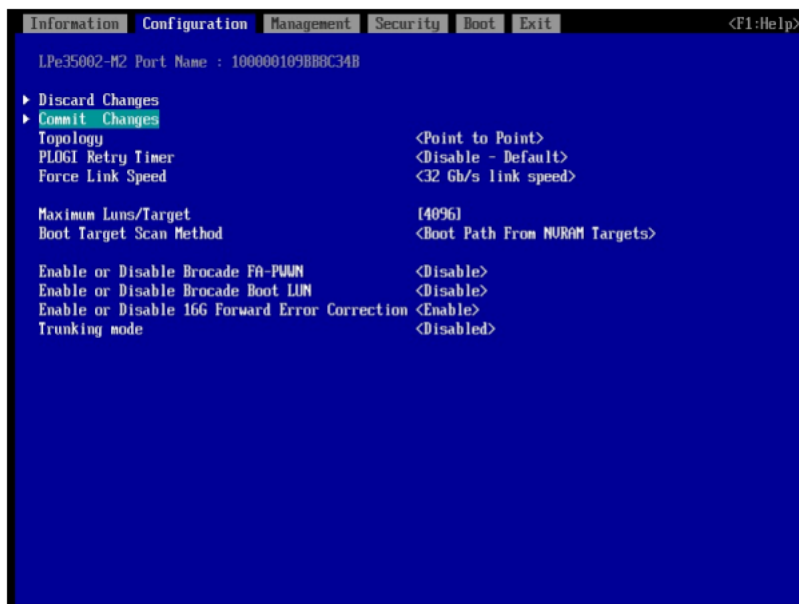 Information Configuration Management Security Boot Exit <F1:Help>
LPe35002-M2 Port Name : 100000109BB8C34B
Discard Changes
Commit Changes
Topology <Point to Point>
PLOGI Retry Timer <Disable - Default>
Force Link Speed <32 Gb/s link speed>
Maximum Luns/Target [4096]
Boot Target Scan Method <Boot Path From NVRAM Targets>
Enable or Disable Brocade FA-PWWN <Disable>
Enable or Disable Brocade Boot LUN <Disable>
Enable or Disable 16G Forward Error Correction <Enable>
Trunking mode <Disabled>